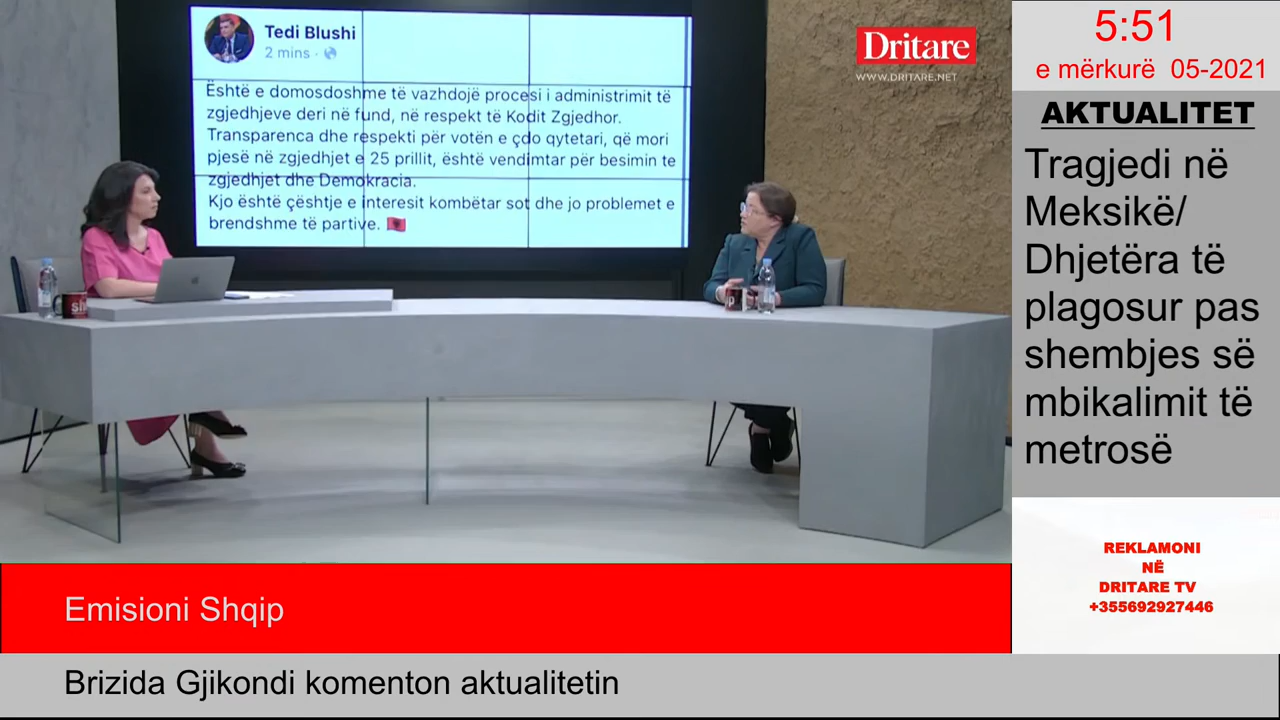 Tedi Blushi
2 mins
Është e domosdoshme të vazhdojë procesi i administrimit të
zgjedhjeve deri në fund, në respekt të Kodit Zgjedhor.
Transparenca dhe respekti për votën e çdo qytetari, që mori
pjesë në zgjedhjet e 25 prillit, është vendimtar për besimin te
zgjedhjet dhe Demokracia.
Kjo është çështje e interesit kombëtar sot dhe jo problemet e
brendshme të partive.
Dritare
WWW.DRITARE.NET
5:51
e mërkurë 05-2021
AKTUALITET
Tragjedi në
Meksikë/
Dhjetëra të
plagosur pas
shembjes së
mbikalimit të
metrosë
REKLAMONI
NË
DRITARE TV
+355692927446
Emisioni Shqip
Brizida Gjikondi komenton aktualitetin